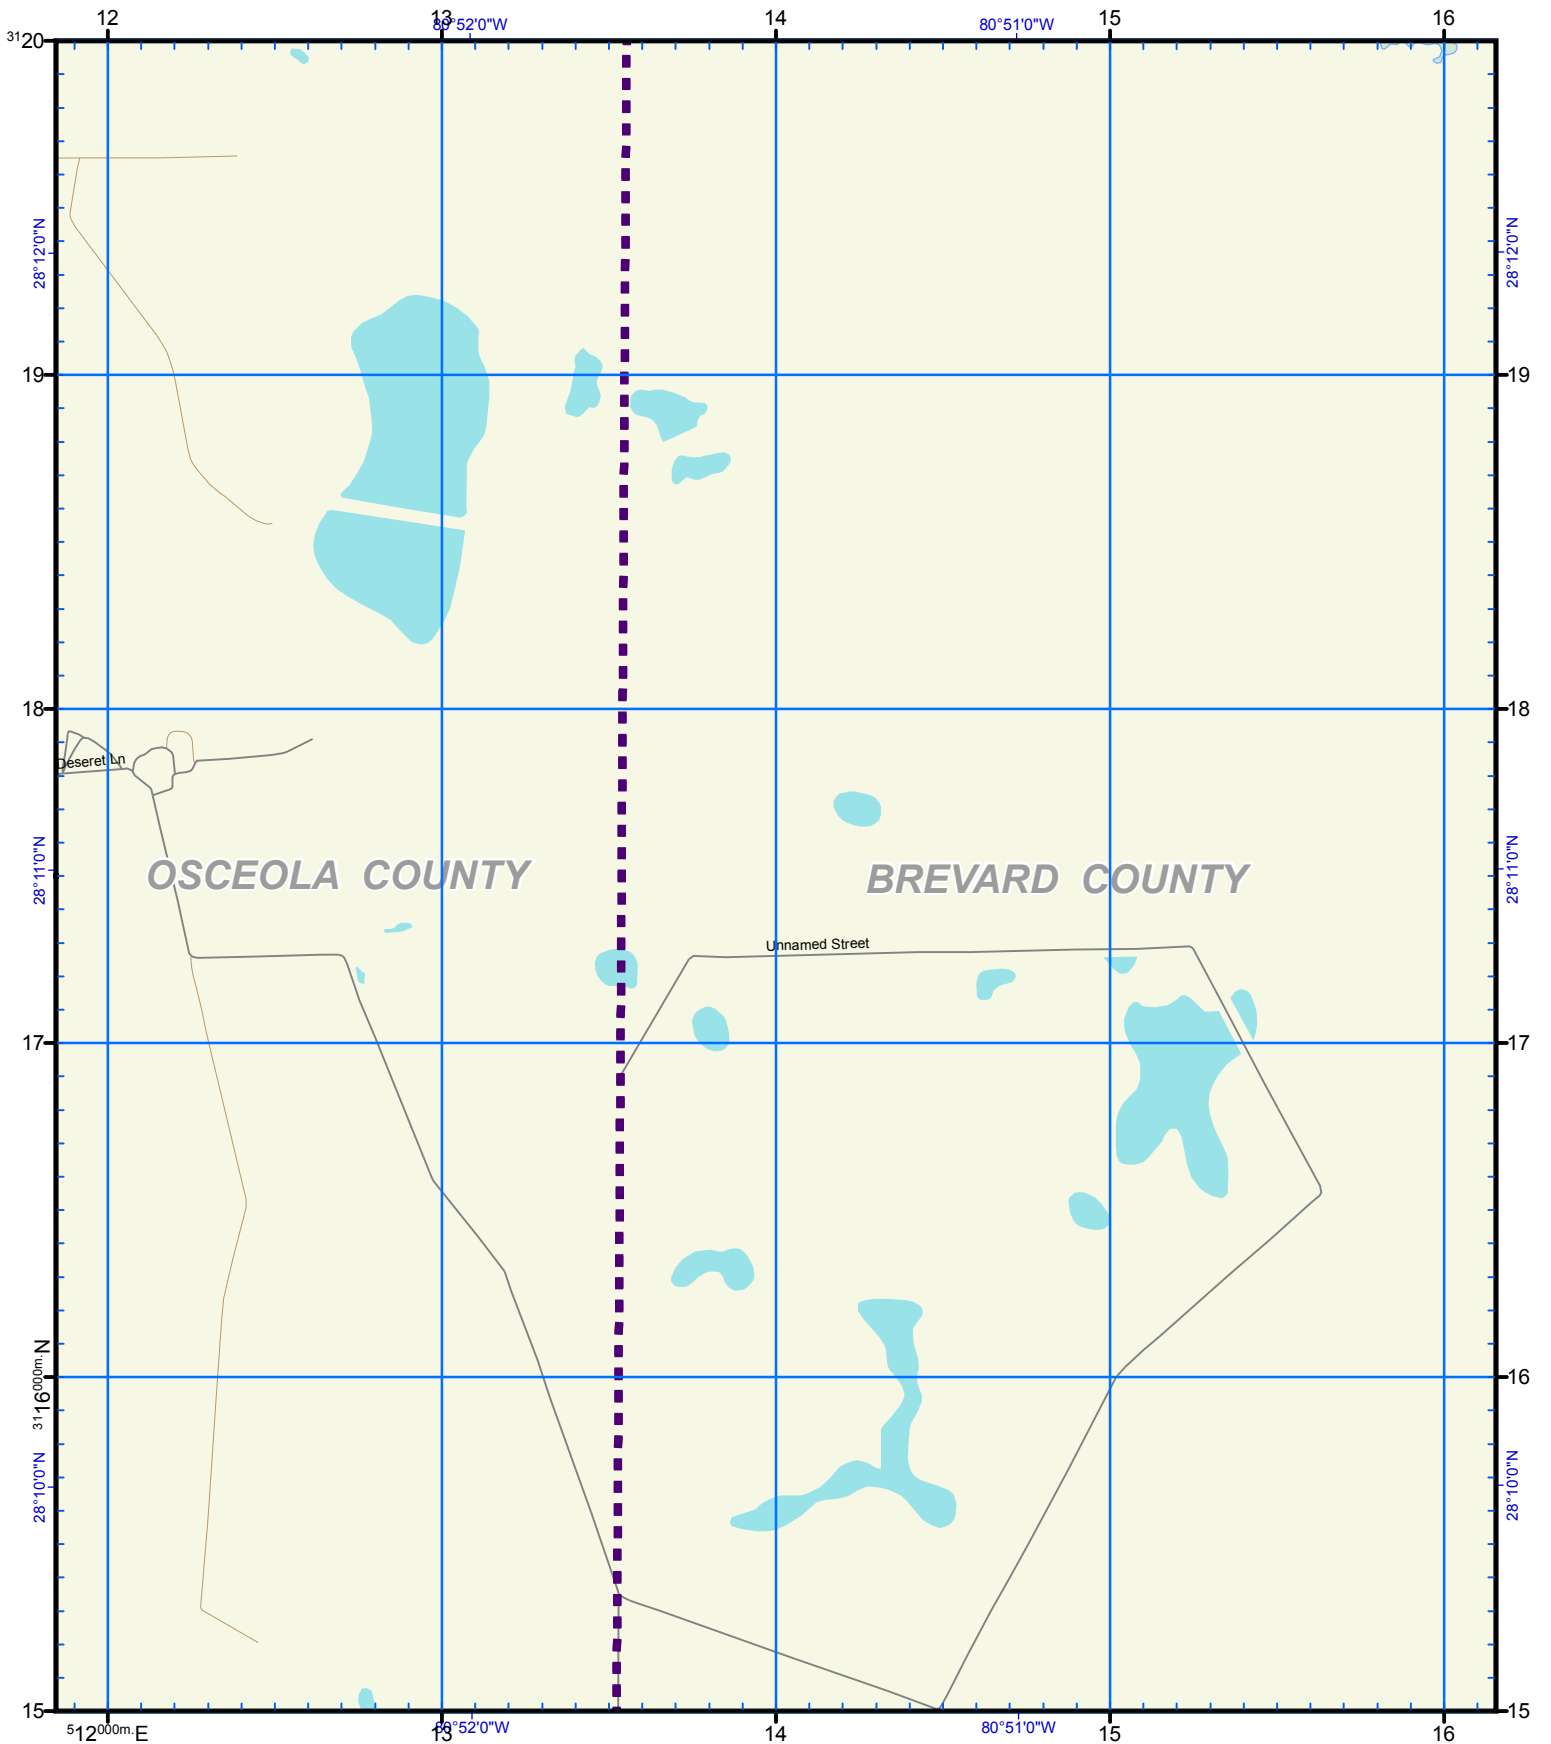 12 13 14 15 16
80°52'0"W 80°51'0"W
3120
28°12'0"N 28°12'0"N
19 19
18 18
Deseret Ln
28°11'0"N 28°11'0"N
OSCEOLA COUNTY BREVARD COUNTY
Unnamed Street
17 17
3116000m.N 16
28°10'0"N 28°10'0"N
15 15
512000m.E 13 14 15 16
80°52'0"W 80°51'0"W